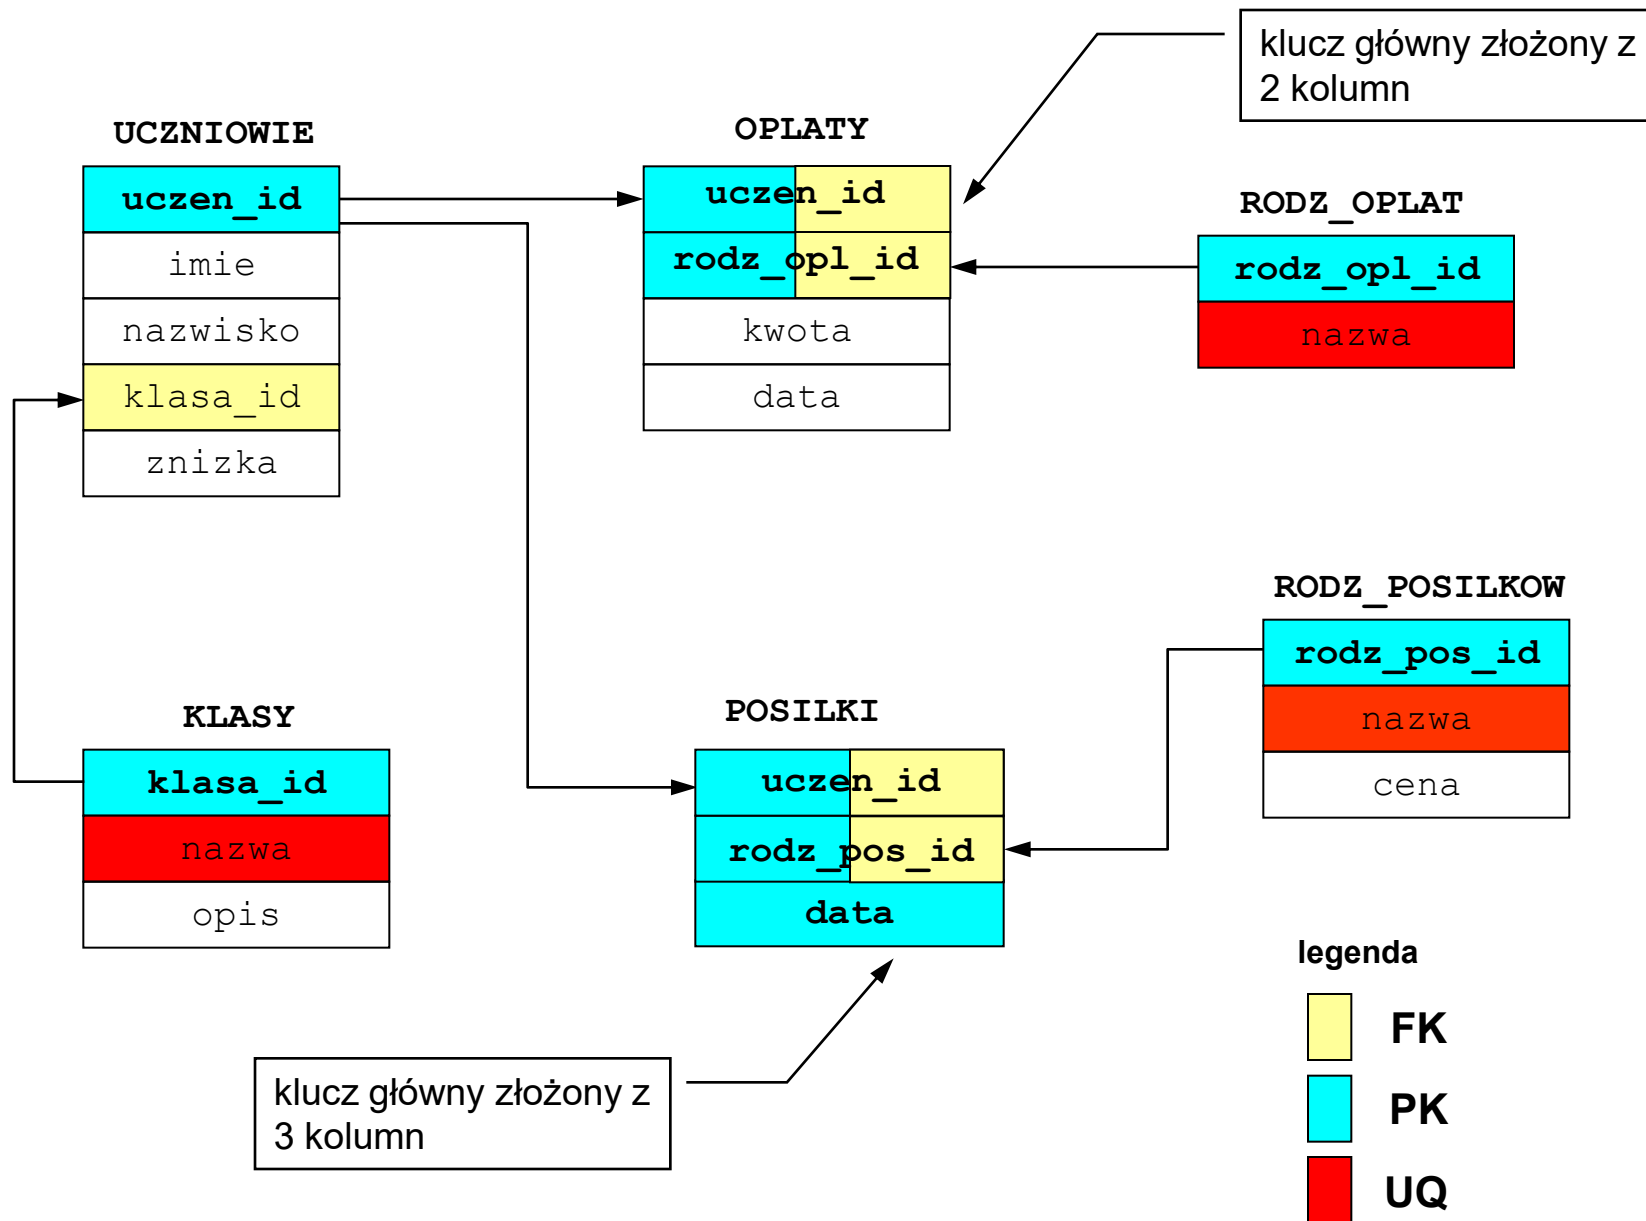 klucz główny złożony z
2 kolumn
UCZNIOWIE
uczen_id
imie
nazwisko
klasa_id
znizka
OPLATY
uczen_id
rodz_opl_id
kwota
data
RODZ_OPLAT
rodz_opl_id
nazwa
RODZ_POSILKOW
rodz_pos_id
nazwa
cena
KLASY
klasa_id
nazwa
opis
POSILKI
uczen_id
rodz_pos_id
data
klucz główny złożony z
3 kolumn
legenda
FK
PK
UQ